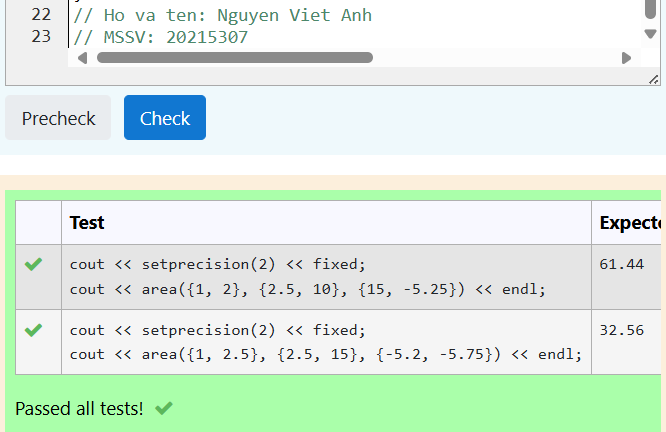 22 // Ho va ten: Nguyen Viet Anh
23 // MSSV: 20215307
Precheck Check
Test Expecte
cout << setprecision(2) << fixed; 61.44
cout << area({1, 2}, {2.5, 10}, {15, -5.25}) << endl;
cout << setprecision(2) << fixed; 32.56
cout << area({1, 2.5}, {2.5, 15}, {-5.2, -5.75}) << endl;
Passed all tests!